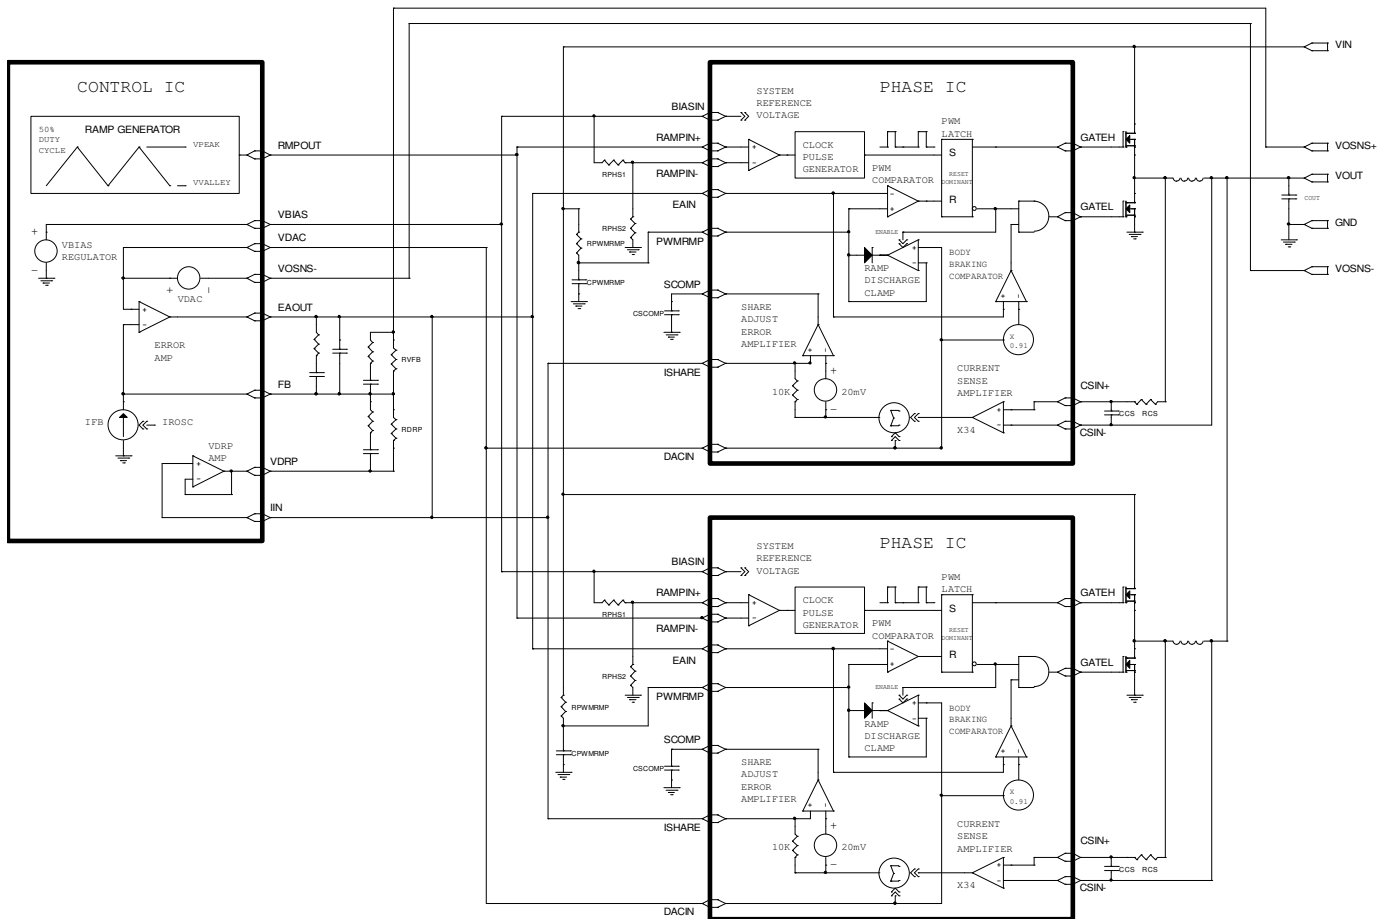 CONTROL IC
50%
DUTY
CYCLE
RAMP GENERATOR
VPEAK
VVALLEY
RMPOUT
VBIAS
VDAC
VOSNS-
+
-
VBIAS
REGULATOR
+
-
VDAC
EAOUT
+
-
ERROR
AMP
FB
IFB
IROSC
VDRP
AMP
+
-
VDRP
IIN
RVFB
RDRP
BIASIN
RAMPIN+
RAMPIN-
RPHS1
EAIN
RPHS2
PWMRMP
RPWMRMP
CPWMRMP
SCOMP
CSCOMP
ISHARE
DACIN
PHASE IC
SYSTEM
REFERENCE
VOLTAGE
+
-
CLOCK
PULSE
GENERATOR
PWM
LATCH
S
RESET
DOMINANT
R
PWM
COMPARATOR
-
+
ENABLE
+
-
RAMP
DISCHARGE
CLAMP
BODY
BRAKING
COMPARATOR
+
-
X
0.91
SHARE
ADJUST
ERROR
AMPLIFIER
+
-
10K
+
-
20mV
Σ
CURRENT
SENSE
AMPLIFIER
+
-
X34
GATEH
GATEL
CSIN+
CCS
RCS
CSIN-
VIN
VOSNS+
VOUT
COUT
GND
VOSNS-
BIASIN
RAMPIN+
RPHS1
RAMPIN-
EAIN
RPHS2
PWMRMP
RPWMRMP
CPWMRMP
SCOMP
CSCOMP
ISHARE
DACIN
PHASE IC
SYSTEM
REFERENCE
VOLTAGE
+
-
CLOCK
PULSE
GENERATOR
PWM
LATCH
S
RESET
DOMINANT
R
PWM
COMPARATOR
-
+
ENABLE
+
-
RAMP
DISCHARGE
CLAMP
BODY
BRAKING
COMPARATOR
+
-
X
0.91
SHARE
ADJUST
ERROR
AMPLIFIER
+
-
10K
+
-
20mV
Σ
CURRENT
SENSE
AMPLIFIER
+
-
X34
GATEH
GATEL
CSIN+
CCS
RCS
CSIN-